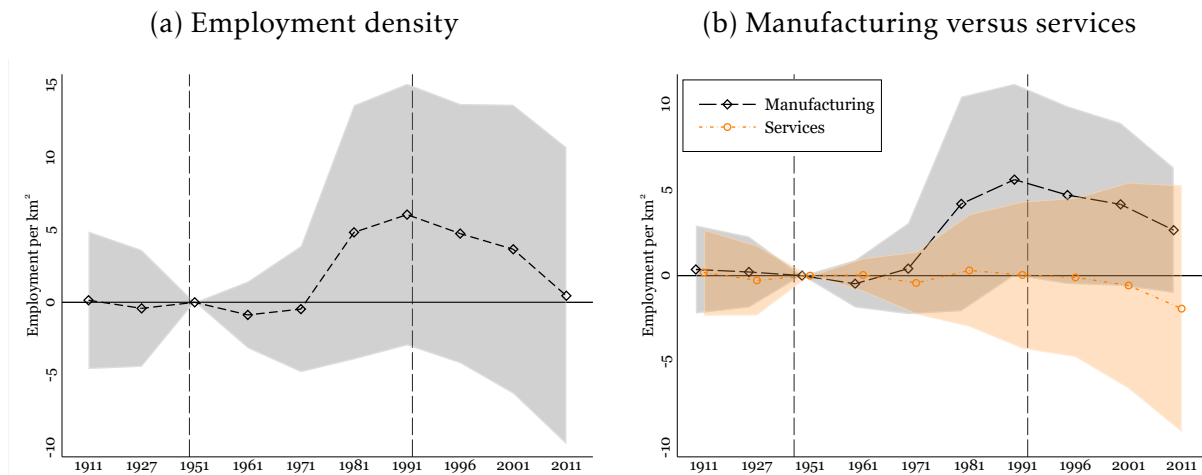 (a) Employment density
15
10
5
0
-5
-10
Employment per km²
1911 1927 1951 1961 1971 1981 1991 1996 2001 2011
(b) Manufacturing versus services
10
5
0
-5
-10
Employment per km²
Manufacturing
Services
1911 1927 1951 1961 1971 1981 1991 1996 2001 2011